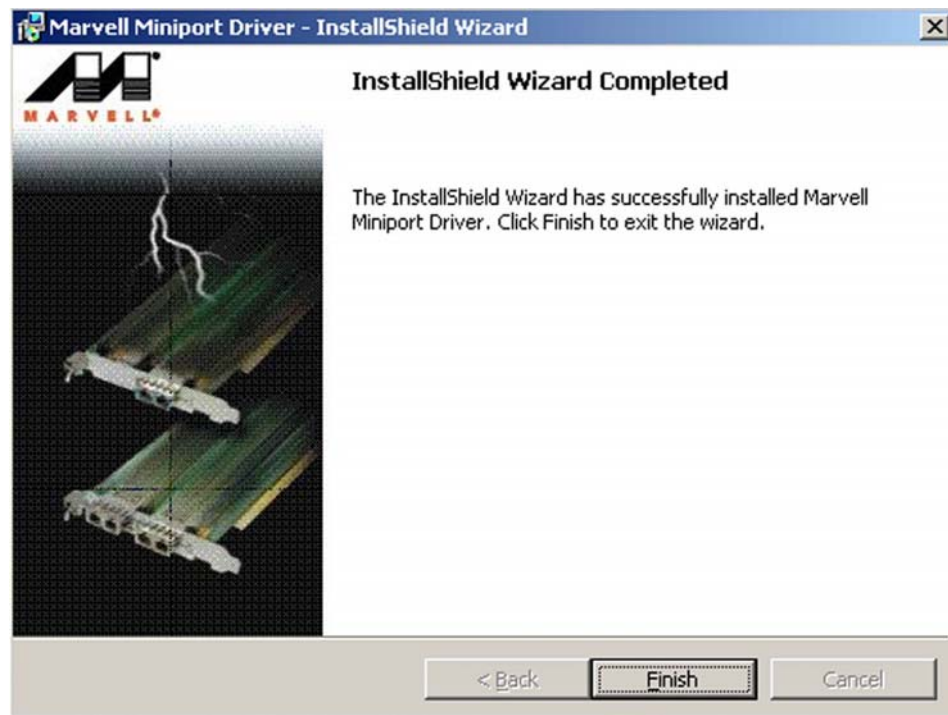 Marvell Miniport Driver - InstallShield Wizard
MARVELL®
InstallShield Wizard Completed
The InstallShield Wizard has successfully installed Marvell
Miniport Driver. Click Finish to exit the wizard.
< Back
Finish
Cancel